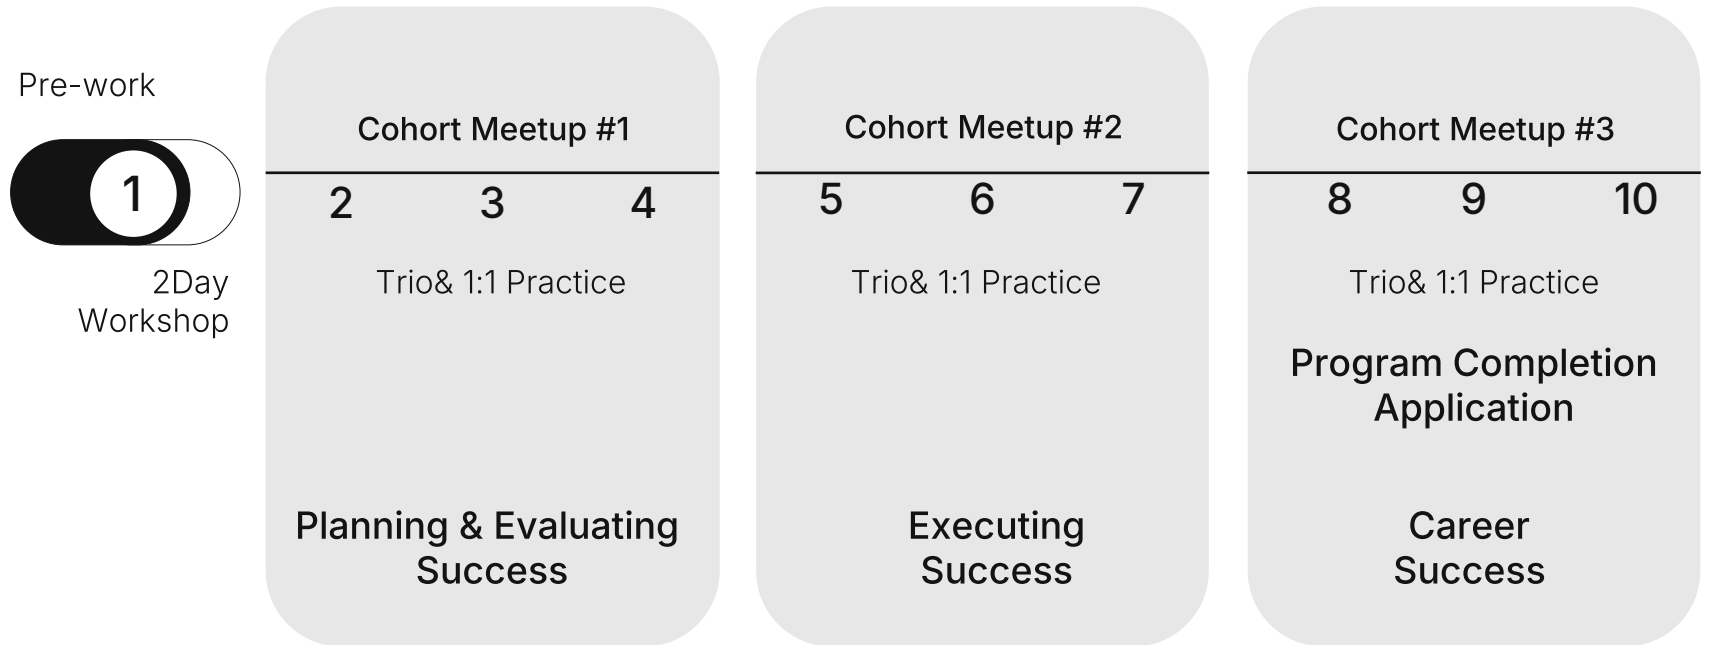 Pre-work
1
2Day
Workshop
Cohort Meetup #1
2 3 4
Trio& 1:1 Practice
Planning & Evaluating
Success
Cohort Meetup #2
5 6 7
Trio& 1:1 Practice
Executing
Success
Cohort Meetup #3
8 9 10
Trio& 1:1 Practice
Program Completion
Application
Career
Success